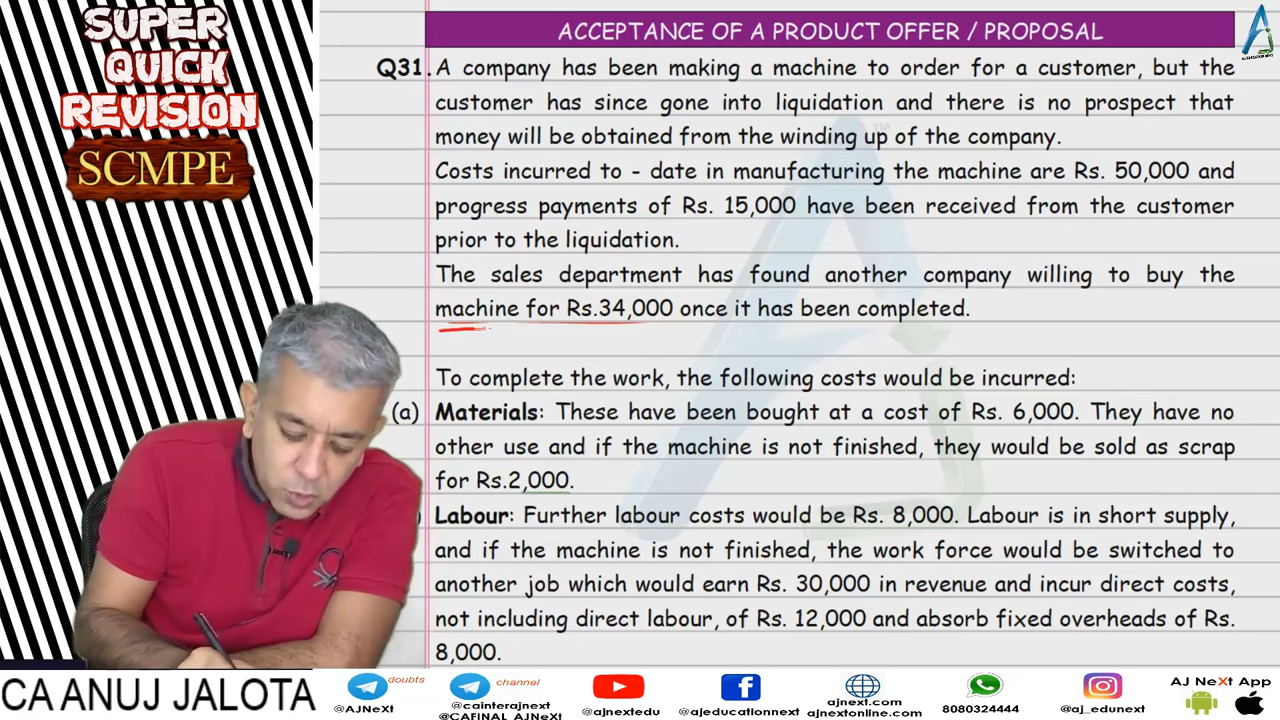 SUPER
QUICK
REVISION
SCMPE
ACCEPTANCE OF A PRODUCT OFFER / PROPOSAL
Q31. A company has been making a machine to order for a customer, but the
customer has since gone into liquidation and there is no prospect that
money will be obtained from the winding up of the company.
Costs incurred to - date in manufacturing the machine are Rs. 50,000 and
progress payments of Rs. 15,000 have been received from the customer
prior to the liquidation.
The sales department has found another company willing to buy the
machine for Rs.34,000 once it has been completed.
To complete the work, the following costs would be incurred:
(a) Materials: These have been bought at a cost of Rs. 6,000. They have no
other use and if the machine is not finished, they would be sold as scrap
for Rs.2,000.
) Labour: Further labour costs would be Rs. 8,000. Labour is in short supply,
and if the machine is not finished, the work force would be switched to
another job which would earn Rs. 30,000 in revenue and incur direct costs,
not including direct labour, of Rs. 12,000 and absorb fixed overheads of Rs.
8,000.
CA ANUJ JALOTA
doubts
@AJNeXt
channel
@cainterajnext
@CAFINAL_AJNeXt
@ajnextedu
@ajeducationnext
ajnext.com
ajnextonline.com
8080324444
@aj_edunext
AJ NeXt App